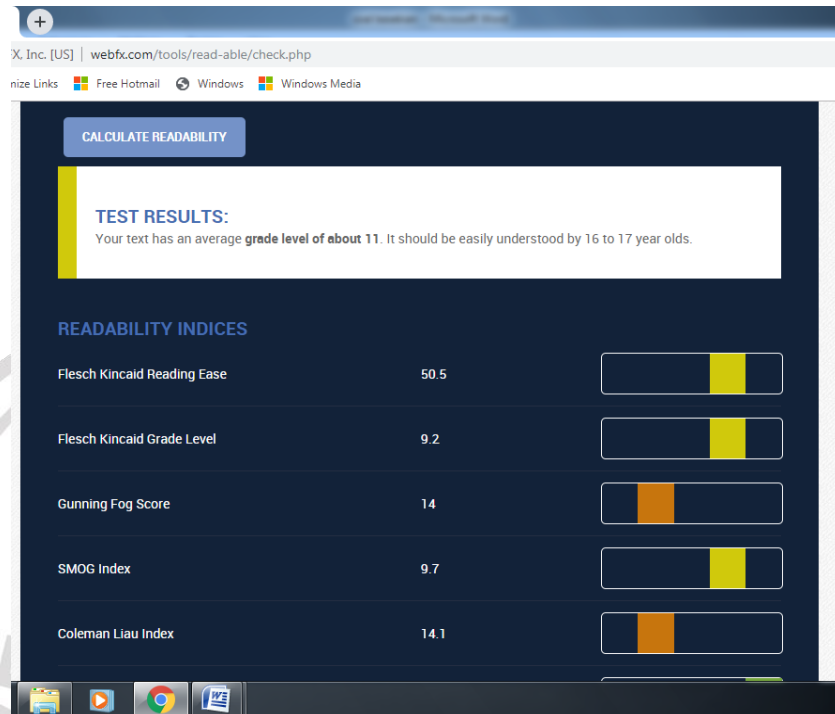 X, Inc. [US] | webfx.com/tools/read-able/check.php
nize Links Free Hotmail Windows Windows Media
CALCULATE READABILITY
TEST RESULTS:
Your text has an average grade level of about 11. It should be easily understood by 16 to 17 year olds.
READABILITY INDICES
Flesch Kincaid Reading Ease 50.5
Flesch Kincaid Grade Level 9.2
Gunning Fog Score 14
SMOG Index 9.7
Coleman Liau Index 14.1